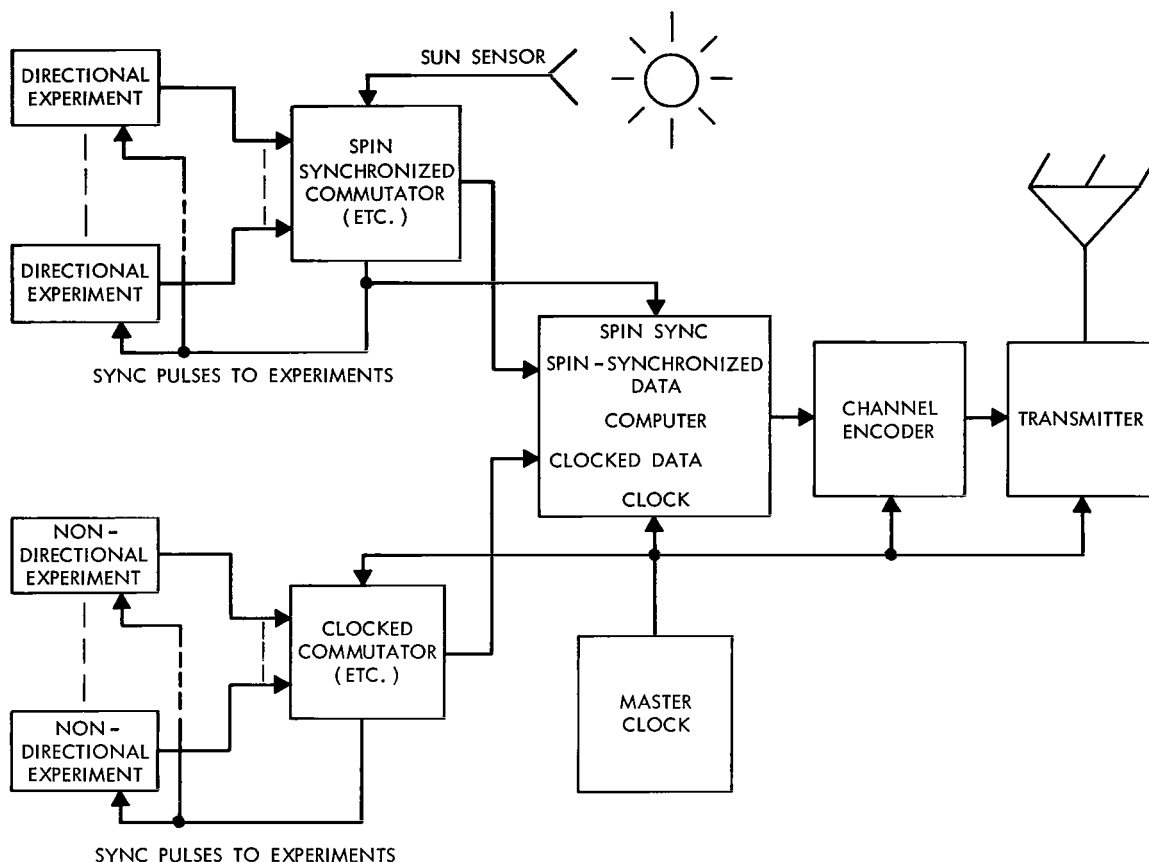 SUN SENSOR
DIRECTIONAL
EXPERIMENT
SPIN
SYNCHRONIZED
COMMUTATOR
(ETC.)
DIRECTIONAL
EXPERIMENT
SYNC PULSES TO EXPERIMENTS
SPIN SYNC
SPIN-SYNCHRONIZED
DATA
COMPUTER
CLOCKED DATA
CLOCK
CHANNEL
ENCODER
TRANSMITTER
NON-
DIRECTIONAL
EXPERIMENT
CLOCKED
COMMUTATOR
(ETC.)
MASTER
CLOCK
NON-
DIRECTIONAL
EXPERIMENT
SYNC PULSES TO EXPERIMENTS